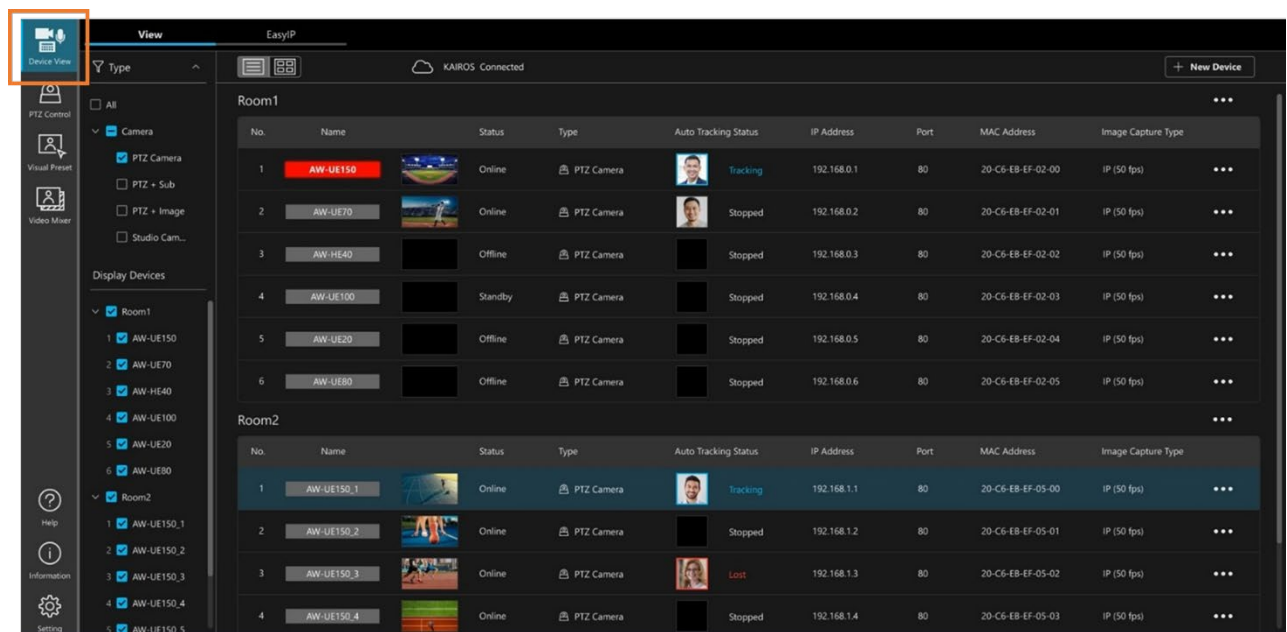 View EasyIP
Device View
Type
KAIROS Connected
+ New Device
PTZ Control
Visual Preset
Video Mixer
Help
Information
Setting
All
Camera
PTZ Camera
PTZ + Sub
PTZ + Image
Studio Cam...
Display Devices
Room1
1 AW-UE150
2 AW-UE70
3 AW-HE40
4 AW-UE100
5 AW-UE20
6 AW-UE80
Room2
1 AW-UE150_1
2 AW-UE150_2
3 AW-UE150_3
4 AW-UE150_4
5 AW-UE150_5
Room1
No. Name Status Type Auto Tracking Status IP Address Port MAC Address Image Capture Type
1 AW-UE150 Online PTZ Camera Tracking 192.168.0.1 80 20-C6-EB-EF-02-00 IP (50 fps)
2 AW-UE70 Online PTZ Camera Stopped 192.168.0.2 80 20-C6-EB-EF-02-01 IP (50 fps)
3 AW-HE40 Offline PTZ Camera Stopped 192.168.0.3 80 20-C6-EB-EF-02-02 IP (50 fps)
4 AW-UE100 Standby PTZ Camera Stopped 192.168.0.4 80 20-C6-EB-EF-02-03 IP (50 fps)
5 AW-UE20 Offline PTZ Camera Stopped 192.168.0.5 80 20-C6-EB-EF-02-04 IP (50 fps)
6 AW-UE80 Offline PTZ Camera Stopped 192.168.0.6 80 20-C6-EB-EF-02-05 IP (50 fps)
Room2
No. Name Status Type Auto Tracking Status IP Address Port MAC Address Image Capture Type
1 AW-UE150_1 Online PTZ Camera Tracking 192.168.1.1 80 20-C6-EB-EF-05-00 IP (50 fps)
2 AW-UE150_2 Online PTZ Camera Stopped 192.168.1.2 80 20-C6-EB-EF-05-01 IP (50 fps)
3 AW-UE150_3 Online PTZ Camera Lost 192.168.1.3 80 20-C6-EB-EF-05-02 IP (50 fps)
4 AW-UE150_4 Online PTZ Camera Stopped 192.168.1.4 80 20-C6-EB-EF-05-03 IP (50 fps)